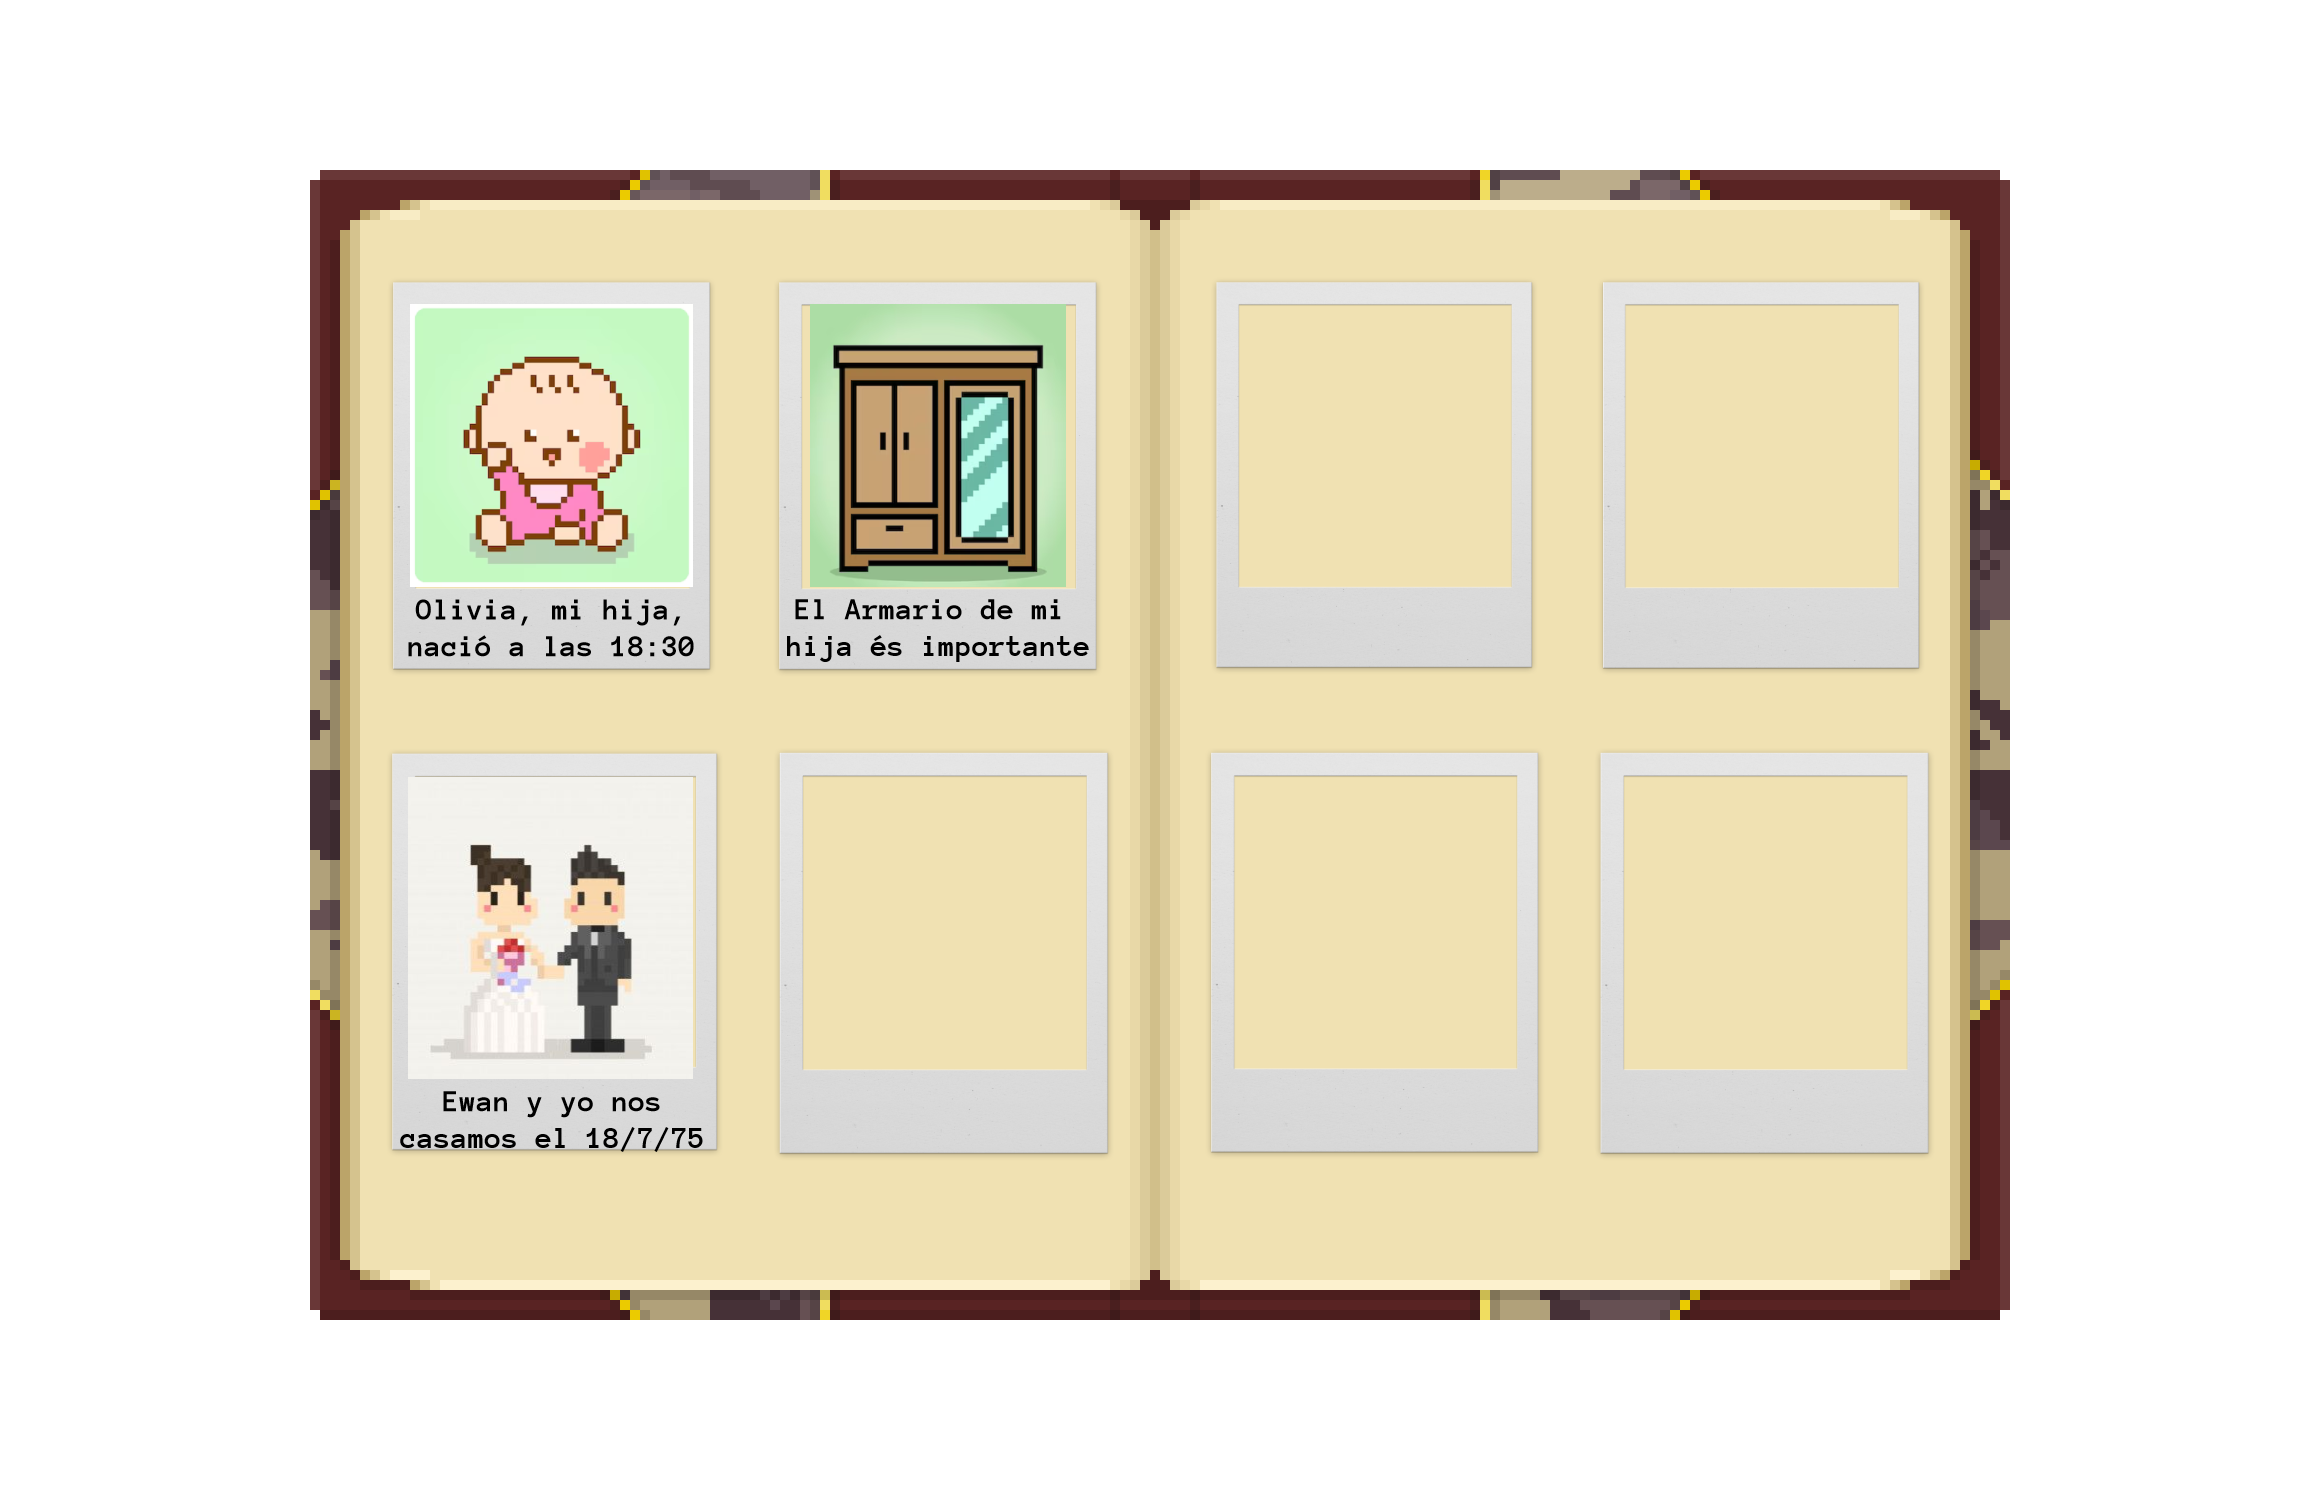 Olivia, mi hija,
nació a las 18:30
El Armario de mi
hija és importante
Ewan y yo nos
casamos el 18/7/75